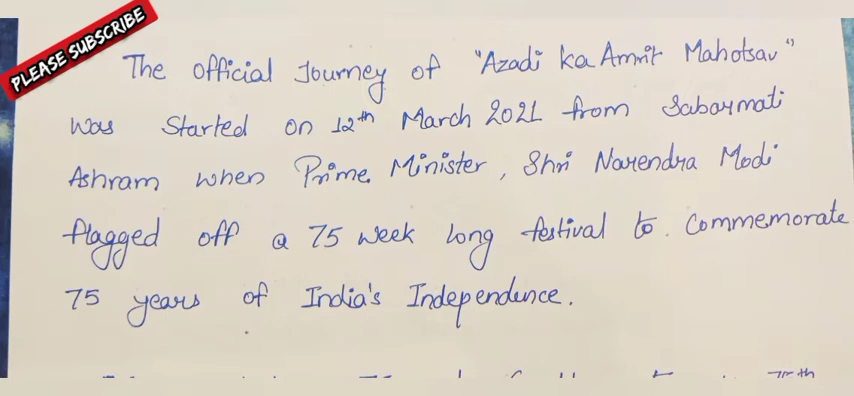 PLEASE SUBSCRIBE
The official Journey of "Azadi ka Amrit Mahotsav"
was started on 12th March 2021 from Sabarmati
Ashram when Prime Minister, Shri Narendra Modi
flagged off a 75 week long festival to commemorate
75 years of India's Independence.